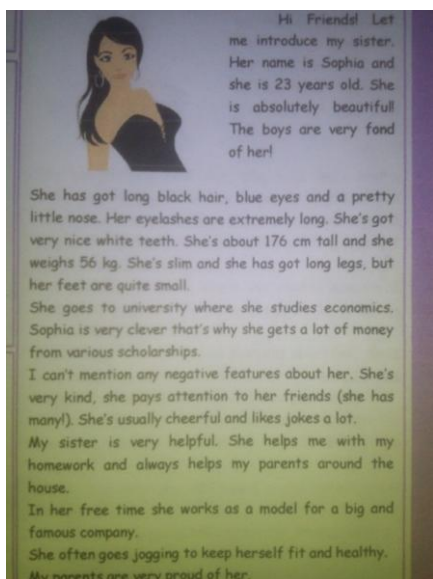 Hi Friends! Let
me introduce my sister.
Her name is Sophia and
she is 23 years old. She
is absolutely beautiful!
The boys are very fond
of her!
She has got long black hair, blue eyes and a pretty
little nose. Her eyelashes are extremely long. She's got
very nice white teeth. She's about 176 cm tall and she
weighs 56 kg. She's slim and she has got long legs, but
her feet are quite small.
She goes to university where she studies economics.
Sophia is very clever that's why she gets a lot of money
from various scholarships.
I can't mention any negative features about her. She's
very kind, she pays attention to her friends (she has
many!). She's usually cheerful and likes jokes a lot.
My sister is very helpful. She helps me with my
homework and always helps my parents around the
house.
In her free time she works as a model for a big and
famous company.
She often goes jogging to keep herself fit and healthy.
My parents are very proud of her.